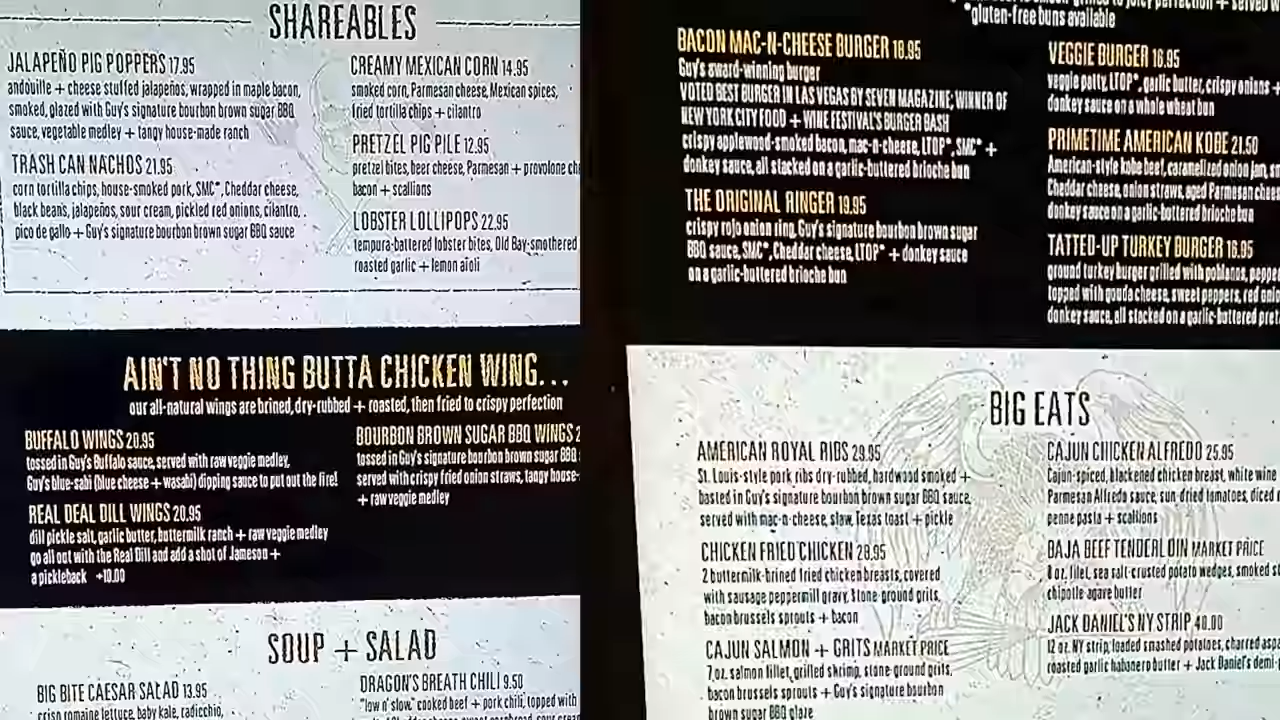 SHAREABLES
JALAPEÑO PIG POPPERS 17.95
andouille + cheese stuffed jalapeños, wrapped in maple bacon,
smoked, glazed with Guy's signature bourbon brown sugar BBQ
sauce, vegetable medley + tangy house-made ranch
TRASH CAN NACHOS 21.95
corn tortilla chips, house-smoked pork, SMC*, Cheddar cheese,
black beans, jalapeños, sour cream, pickled red onions, cilantro,
pico de gallo + Guy's signature bourbon brown sugar BBQ sauce
CREAMY MEXICAN CORN 14.95
smoked corn, Parmesan cheese, Mexican spices,
fried tortilla chips + cilantro
PRETZEL PIG PILE 12.95
pretzel bites, beer cheese, Parmesan + provolone
bacon + scallions
LOBSTER LOLLIPOPS 22.95
tempura-battered lobster bites, Old Bay-smothered
roasted garlic + lemon aioli
AIN'T NO THING BUTTA CHICKEN WING...
our all-natural wings are brined, dry-rubbed + roasted, then fried to crispy perfection
BUFFALO WINGS 20.95
tossed in Guy's Buffalo sauce, served with raw veggie medley,
Guy's blue-sabi (blue cheese + wasabi) dipping sauce to put out the fire!
REAL DEAL DILL WINGS 20.95
dill pickle salt, garlic butter, buttermilk ranch + raw veggie medley
go all out with the Real Dill and add a shot of Jameson +
a pickleback +10.00
BOURBON BROWN SUGAR BBQ WINGS
tossed in Guy's signature bourbon brown sugar BBQ
served with crispy fried onion straws, tangy house-
+ raw veggie medley
SOUP + SALAD
BIG BITE CAESAR SALAD 13.95
crisp romaine lettuce, baby kale, radicchio,
DRAGON'S BREATH CHILI 9.50
"low n' slow" cooked beef + pork chili, topped with
to juicy perfection + served
*gluten-free buns available
BACON MAC-N-CHEESE BURGER 18.95
Guy's award-winning burger
VOTED BEST BURGER IN LAS VEGAS BY SEVEN MAGAZINE; WINNER OF
NEW YORK CITY FOOD + WINE FESTIVAL'S BURGER BASH
crispy applewood-smoked bacon, mac-n-cheese, LTOP*, SMC* +
donkey sauce, all stacked on a garlic-buttered brioche bun
THE ORIGINAL RINGER 19.95
crispy rojo onion ring, Guy's signature bourbon brown sugar
BBQ sauce, SMC*, Cheddar cheese, LTOP* + donkey sauce
on a garlic-buttered brioche bun
VEGGIE BURGER 16.95
veggie patty, LTOP*, garlic butter, crispy onions +
donkey sauce on a whole wheat bun
PRIMETIME AMERICAN KOBE 21.50
American-style kobe beef, caramelized onion jam,
Cheddar cheese, onion straws, aged Parmesan
donkey sauce on a garlic-buttered brioche bun
TATTED-UP TURKEY BURGER 16.95
ground turkey burger grilled with poblanos,
topped with gouda cheese, sweet peppers, red
donkey sauce, all stacked on a garlic-buttered
BIG EATS
AMERICAN ROYAL RIBS 29.95
St. Louis-style pork ribs dry-rubbed, hardwood smoked +
basted in Guy's signature bourbon brown sugar BBQ sauce,
served with mac-n-cheese, slaw, Texas toast + pickle
CHICKEN FRIED CHICKEN 28.95
2 buttermilk-brined fried chicken breasts, covered
with sausage peppermill gravy, stone-ground grits,
bacon brussels sprouts + bacon
CAJUN SALMON + GRITS MARKET PRICE
7 oz. salmon fillet, grilled shrimp, stone-ground grits,
bacon brussels sprouts + Guy's signature bourbon
brown sugar BBQ glaze
CAJUN CHICKEN ALFREDO 25.95
Cajun-spiced, blackened chicken breast, white wine
Parmesan Alfredo sauce, sun-dried tomatoes, diced
penne pasta + scallions
BAJA BEEF TENDERLOIN MARKET PRICE
8 oz. filet, sea salt-crusted potato wedges, smoked
chipotle agave butter
JACK DANIEL'S NY STRIP 40.00
12 oz. NY strip, loaded smashed potatoes, charred
roasted garlic habanero butter + Jack Daniel's demi-